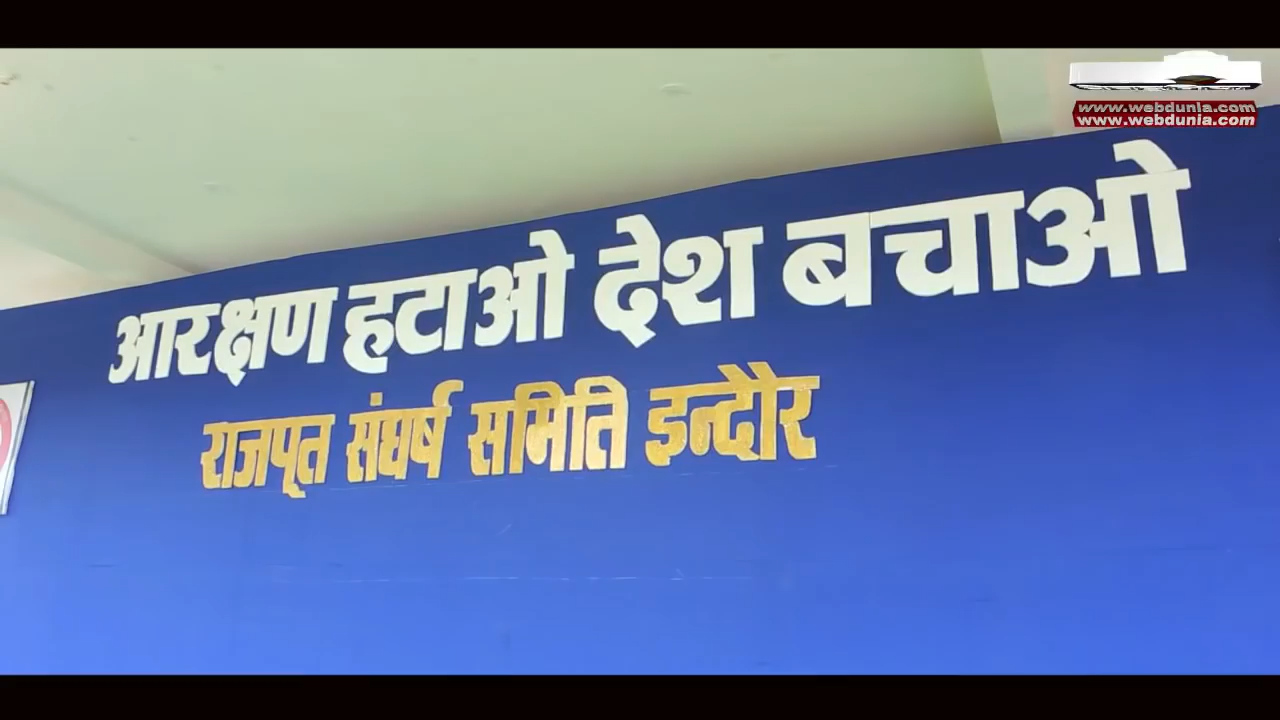 www.webdunia.com
www.webdunia.com
आरक्षण हटाओ देश बचाओ
राजपूत संघर्ष समिति इन्दौर